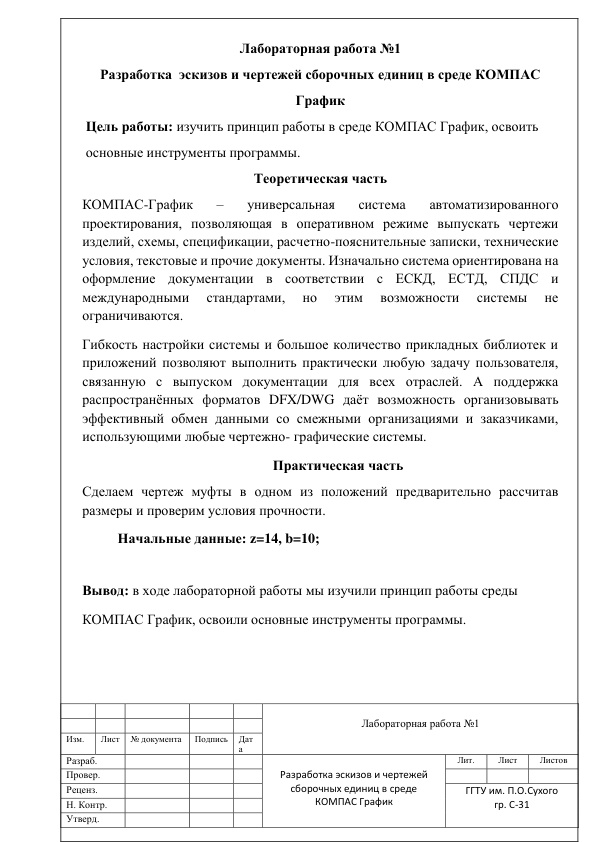 Лабораторная работа №1
Разработка эскизов и чертежей сборочных единиц в среде КОМПАС
График
Цель работы: изучить принцип работы в среде КОМПАС График, освоить
основные инструменты программы.
Теоретическая часть
КОМПАС-График – универсальная система автоматизированного
проектирования, позволяющая в оперативном режиме выпускать чертежи
изделий, схемы, спецификации, расчетно-пояснительные записки, технические
условия, текстовые и прочие документы. Изначально система ориентирована на
оформление документации в соответствии с ЕСКД, ЕСТД, СПДС и
международными стандартами, но этим возможности системы не
ограничиваются.
Гибкость настройки системы и большое количество прикладных библиотек и
приложений позволяют выполнить практически любую задачу пользователя,
связанную с выпуском документации для всех отраслей. А поддержка
распространённых форматов DFX/DWG даёт возможность организовывать
эффективный обмен данными со смежными организациями и заказчиками,
использующими любые чертежно- графические системы.
Практическая часть
Сделаем чертеж муфты в одном из положений предварительно рассчитав
размеры и проверим условия прочности.
Начальные данные: z=14, b=10;
Вывод: в ходе лабораторной работы мы изучили принцип работы среды
КОМПАС График, освоили основные инструменты программы.
Лабораторная работа №1
Изм. Лист № документа Подпись Дат
а
Разраб.
Провер.
Реценз.
Н. Контр.
Утверд.
Разработка эскизов и чертежей
сборочных единиц в среде
КОМПАС График
Лит. Лист Листов
ГГТУ им. П.О.Сухого
гр. С-31